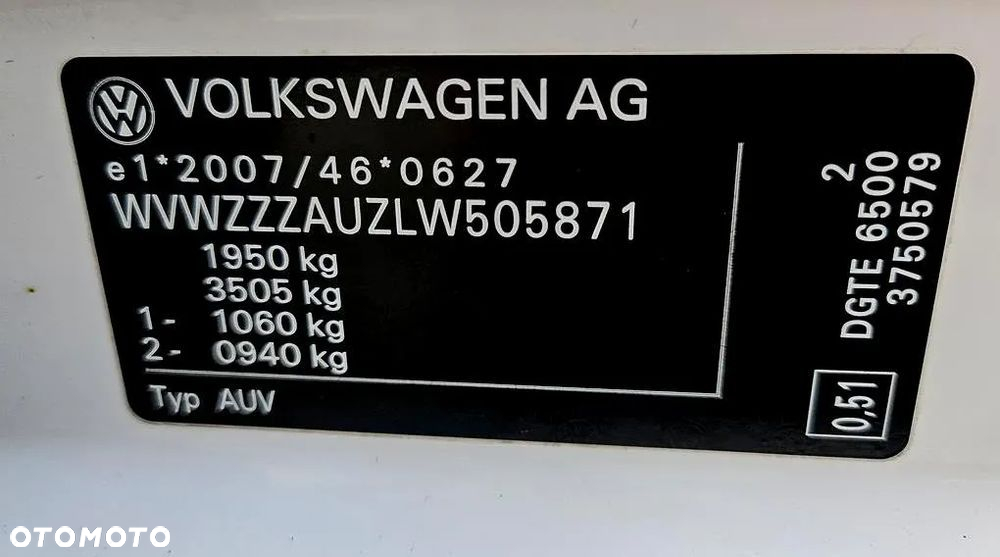 VOLKSWAGEN AG
e1*2007/46*0627
WVWZZZAUZLW505871
1950 kg
3505 kg
1- 1060 kg
2- 0940 kg
Typ AUV
2
DGTE 6500
3750579
0,51
OTOMOTO